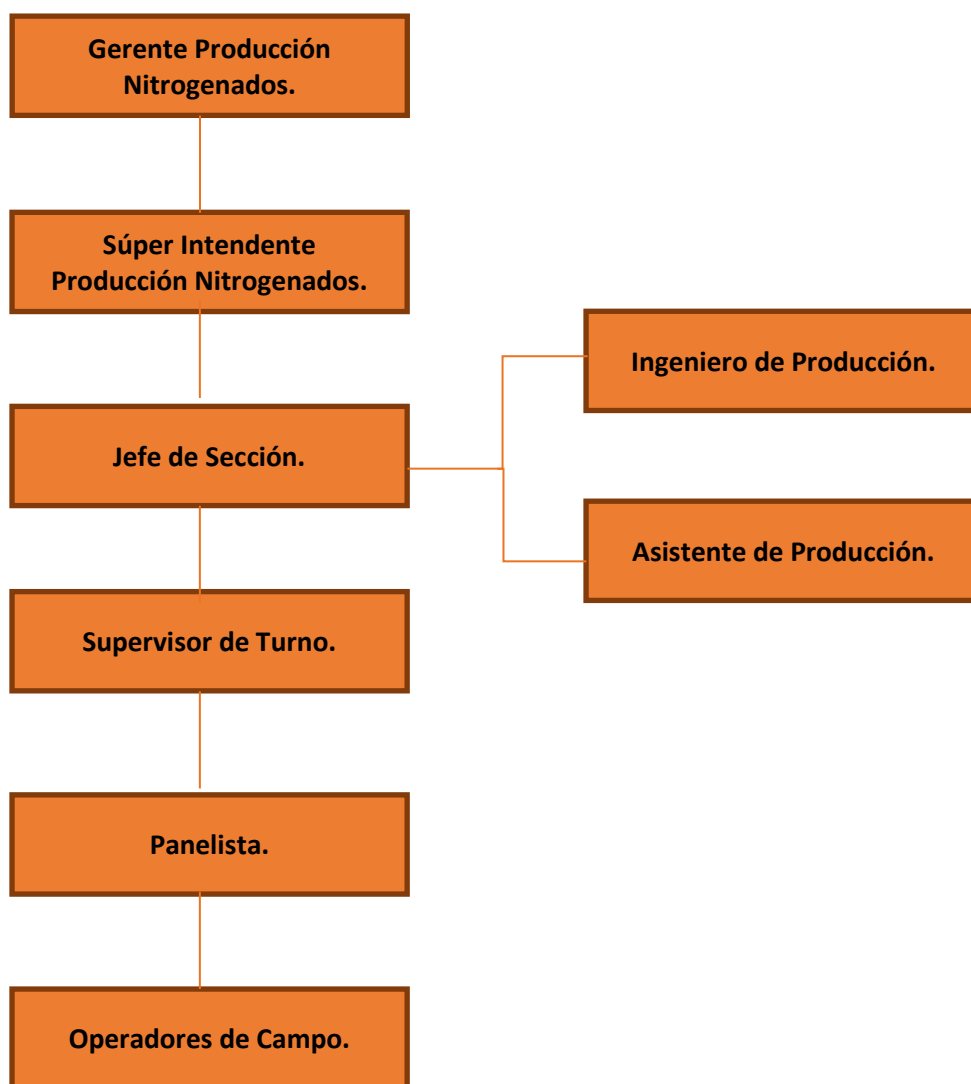 Gerente Producción
Nitrogenados.
Súper Intendente
Producción Nitrogenados.
Ingeniero de Producción.
Jefe de Sección.
Asistente de Producción.
Supervisor de Turno.
Panelista.
Operadores de Campo.